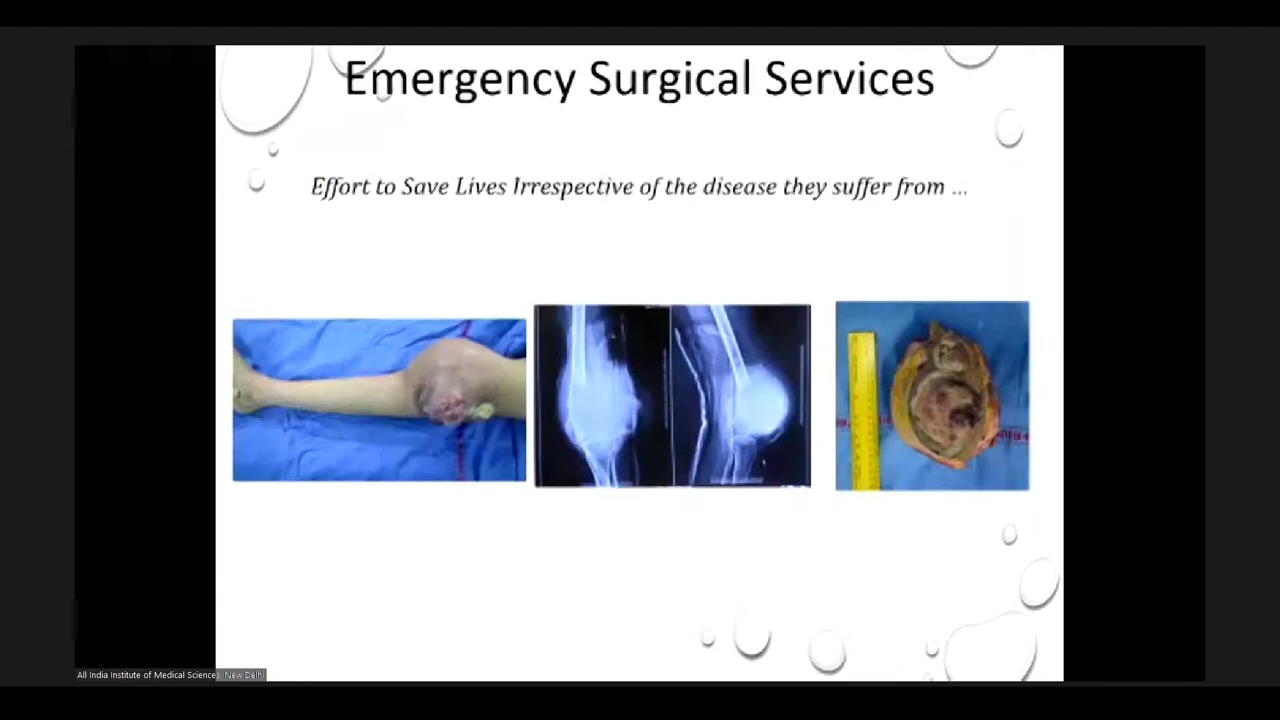 Emergency Surgical Services
Effort to Save Lives Irrespective of the disease they suffer from ...
All India Institute of Medical Sciences, New Delhi